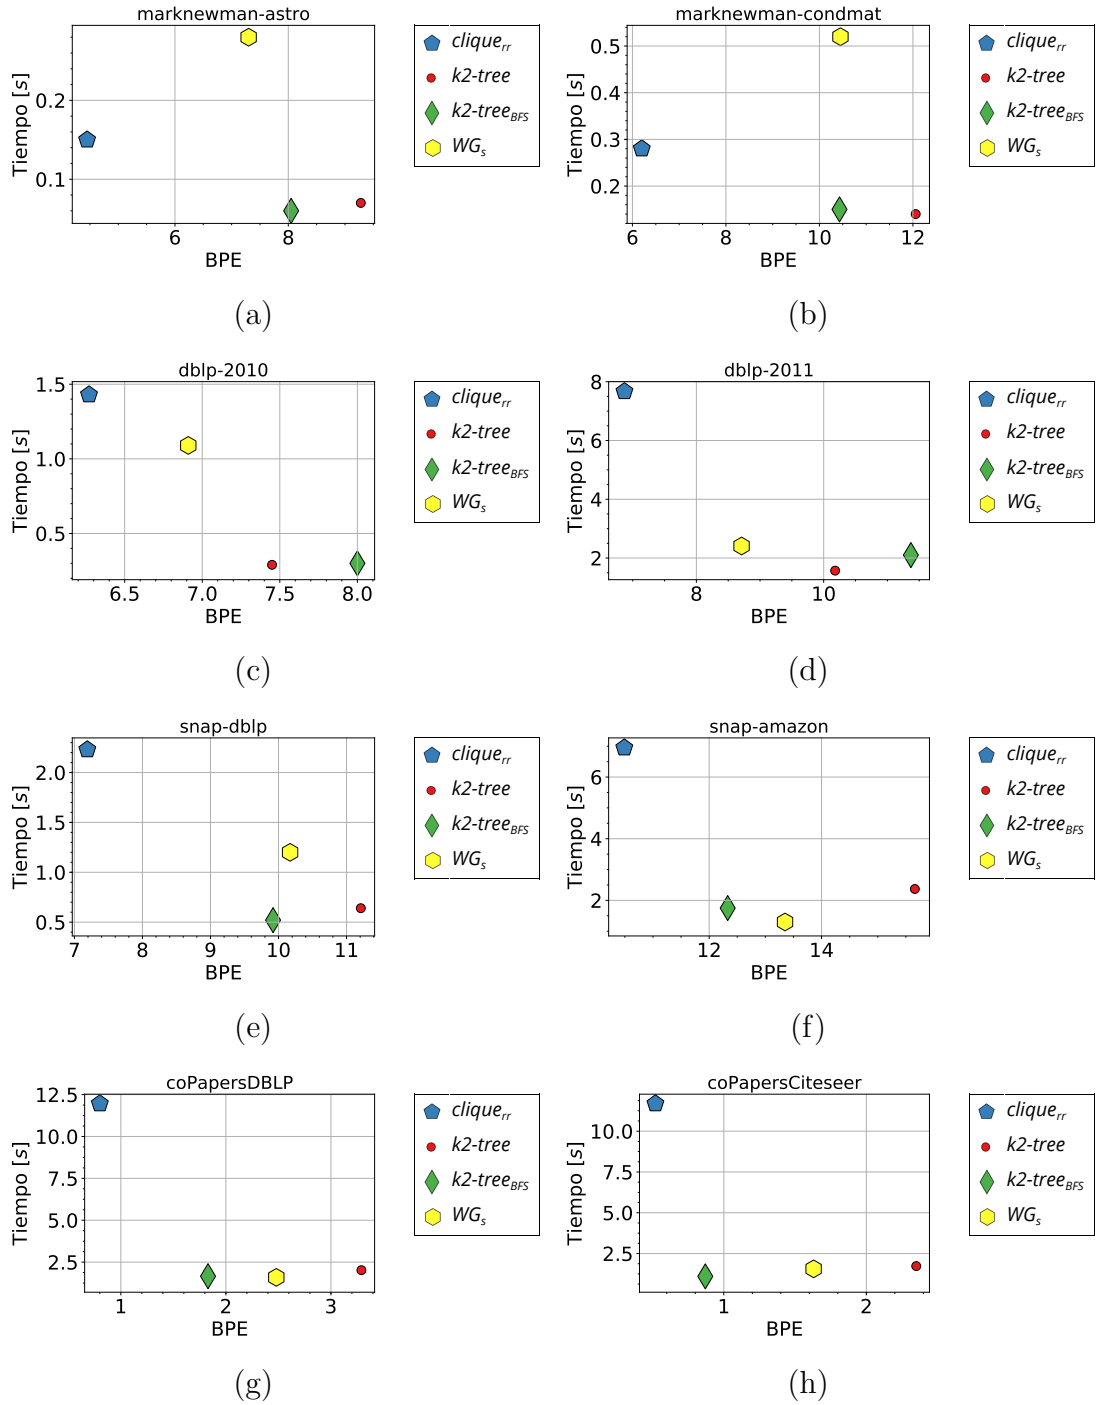 marknewman-astro
Tiempo [s]
0.2
0.1
6 8
BPE
clique_rr
k2-tree
k2-tree_BFS
WG_s
(a)
marknewman-condmat
Tiempo [s]
0.5
0.4
0.3
0.2
6 8 10 12
BPE
clique_rr
k2-tree
k2-tree_BFS
WG_s
(b)
dblp-2010
Tiempo [s]
1.5
1.0
0.5
6.5 7.0 7.5 8.0
BPE
clique_rr
k2-tree
k2-tree_BFS
WG_s
(c)
dblp-2011
Tiempo [s]
8
6
4
2
8 10
BPE
clique_rr
k2-tree
k2-tree_BFS
WG_s
(d)
snap-dblp
Tiempo [s]
2.0
1.5
1.0
0.5
7 8 9 10 11
BPE
clique_rr
k2-tree
k2-tree_BFS
WG_s
(e)
snap-amazon
Tiempo [s]
6
4
2
12 14
BPE
clique_rr
k2-tree
k2-tree_BFS
WG_s
(f)
coPapersDBLP
Tiempo [s]
12.5
10.0
7.5
5.0
2.5
1 2 3
BPE
clique_rr
k2-tree
k2-tree_BFS
WG_s
(g)
coPapersCiteseer
Tiempo [s]
10.0
7.5
5.0
2.5
1 2
BPE
clique_rr
k2-tree
k2-tree_BFS
WG_s
(h)